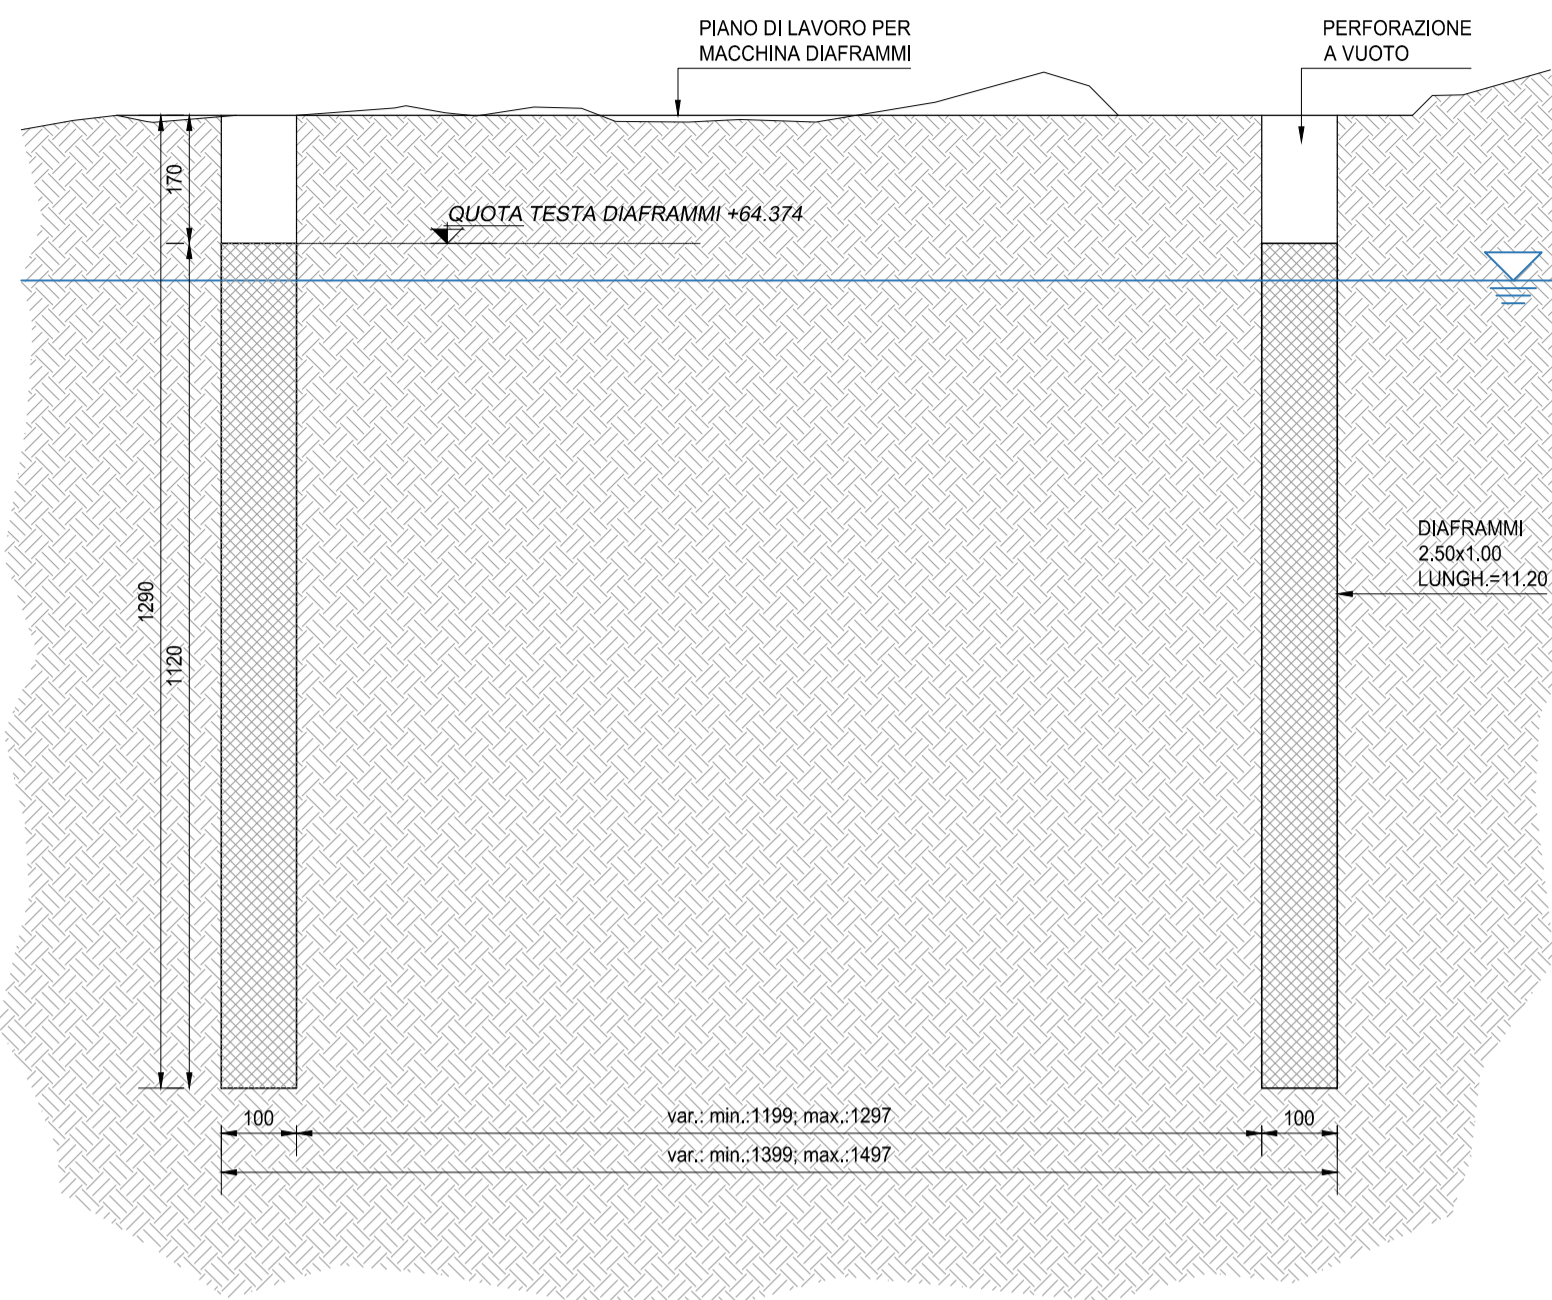 PIANO DI LAVORO PER
MACCHINA DIAFRAMMI
PERFORAZIONE
A VUOTO
170
QUOTA TESTA DIAFRAMMI +64.374
DIAFRAMMI
2.50x1.00
LUNGH.=11.20
1290
1120
100
var.: min.:1199; max.:1297
100
var.: min.:1399; max.:1497